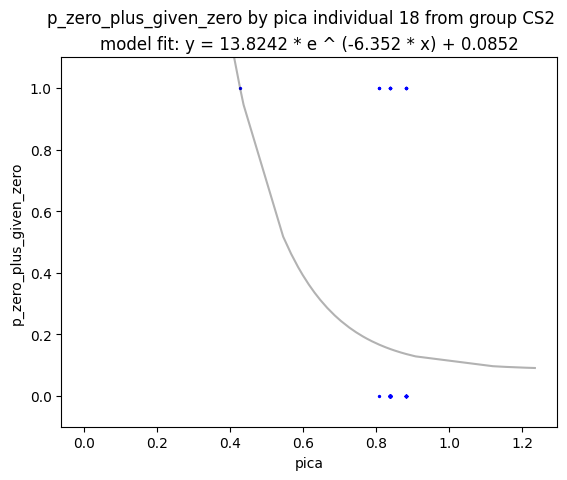 p_zero_plus_given_zero by pica individual 18 from group CS2
model fit: y = 13.8242 * e ^ (-6.352 * x) + 0.0852
1.0
0.8
0.6
0.4
0.2
0.0
p_zero_plus_given_zero
0.0 0.2 0.4 0.6 0.8 1.0 1.2
pica